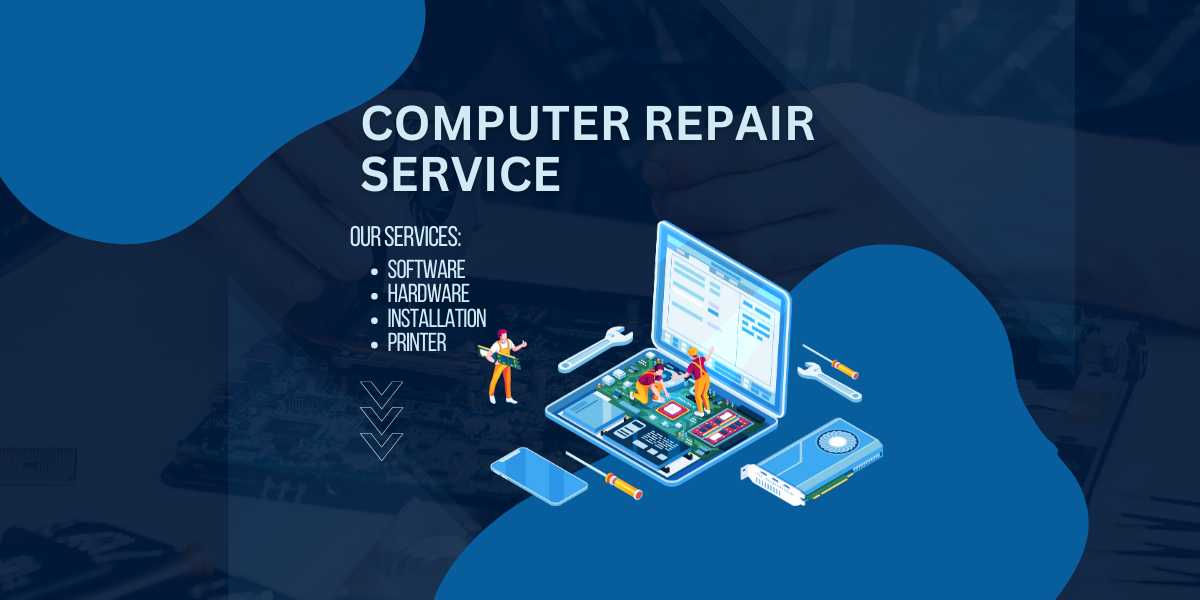 COMPUTER REPAIR
SERVICE
OUR SERVICES:
SOFTWARE
HARDWARE
INSTALLATION
PRINTER